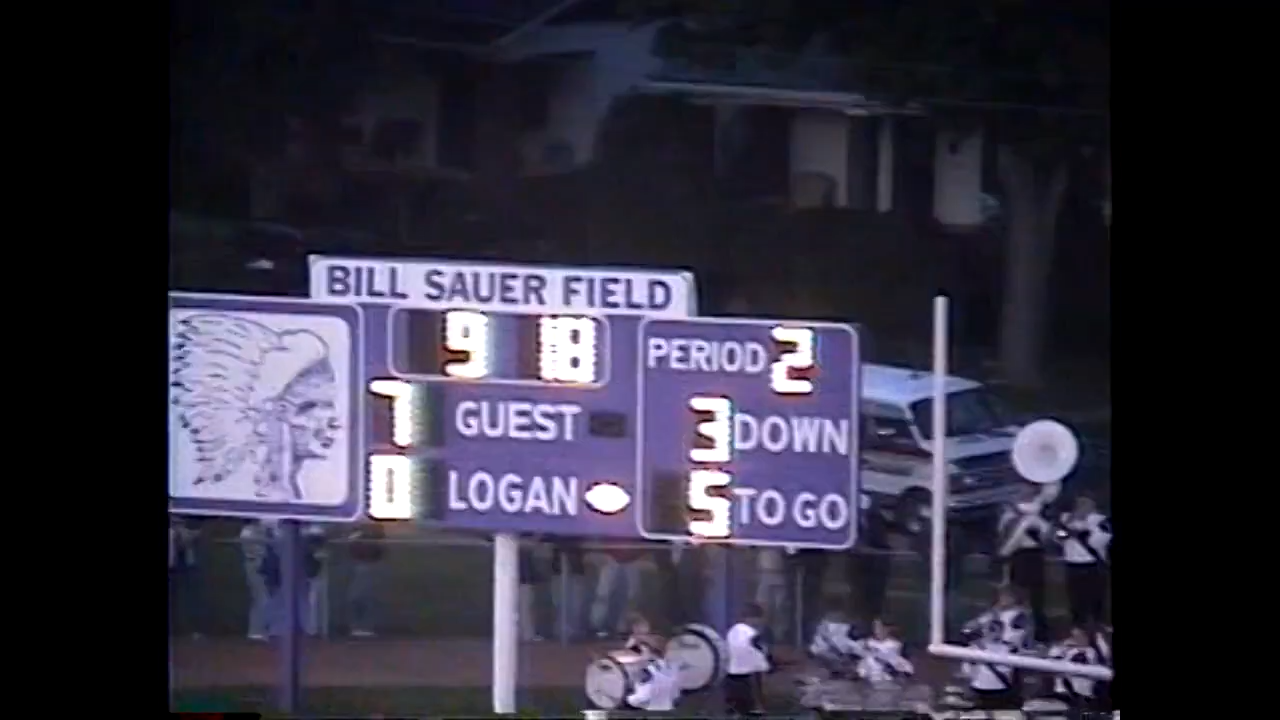 BILL SAUER FIELD
9 18
PERIOD 2
7 GUEST
3 DOWN
0 LOGAN
5 TO GO